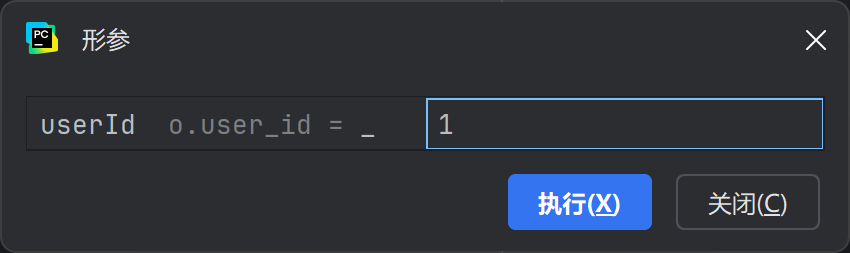 PC 形参
userId o.user_id = _ 1
执行(X) 关闭(C)